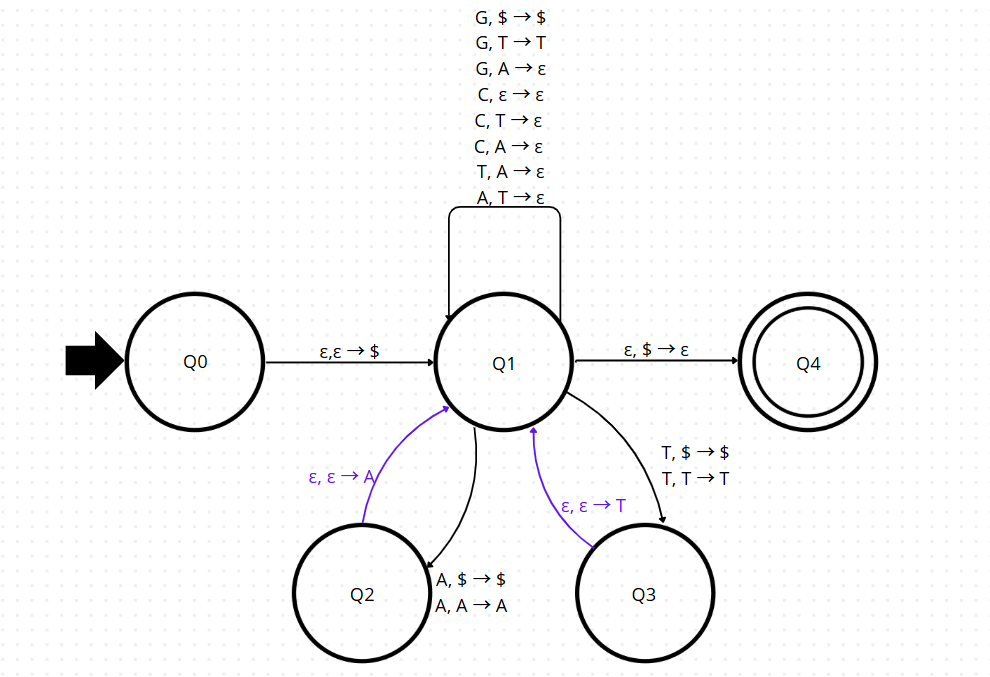 G, $ → $
G, T → T
G, A → ε
C, ε → ε
C, T → ε
C, A → ε
T, A → ε
A, T → ε
Q0
ε,ε → $
Q1
ε, $ → ε
Q4
T, $ → $
T, T → T
ε, ε → A
ε, ε → T
A, $ → $
A, A → A
Q2
Q3